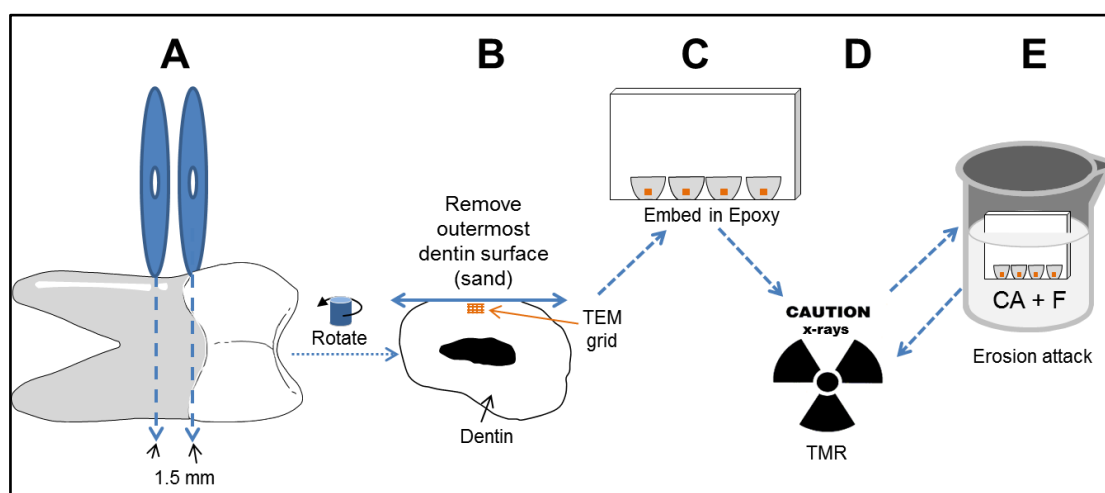 A
B
C
D
E
Remove
outermost
dentin surface
(sand)
Embed in Epoxy
Rotate
TEM
grid
CAUTION
x-rays
CA + F
Erosion attack
Dentin
TMR
1.5 mm